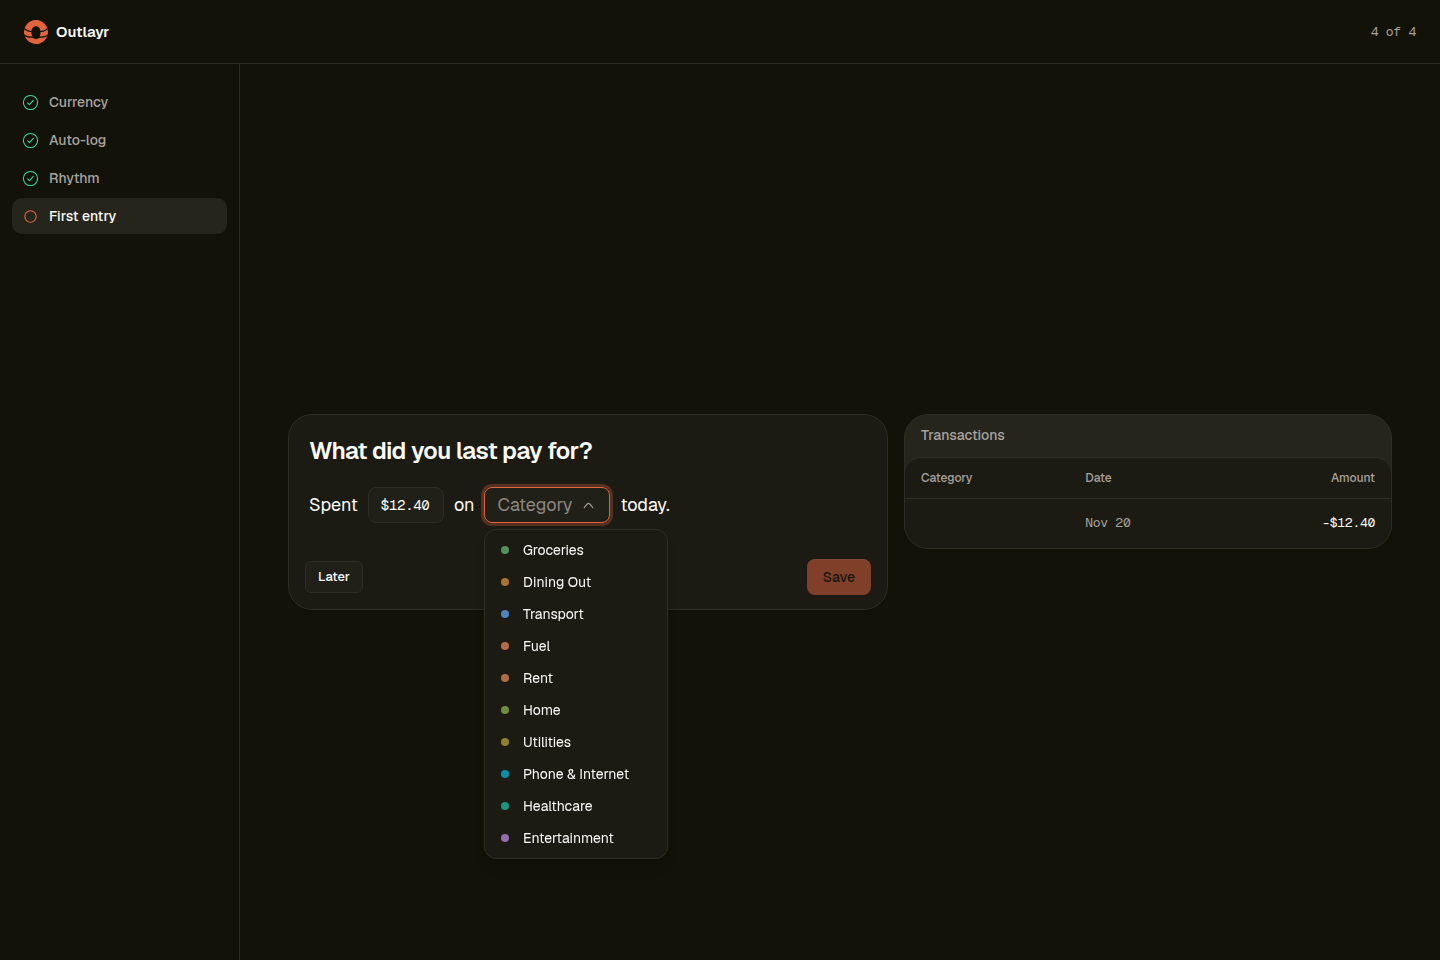 Outlayr
4 of 4
Currency
Auto-log
Rhythm
First entry
What did you last pay for?
Spent $12.40 on Category today.
Groceries
Dining Out
Transport
Fuel
Rent
Home
Utilities
Phone & Internet
Healthcare
Entertainment
Later
Save
Transactions
Category Date Amount
Nov 20 -$12.40